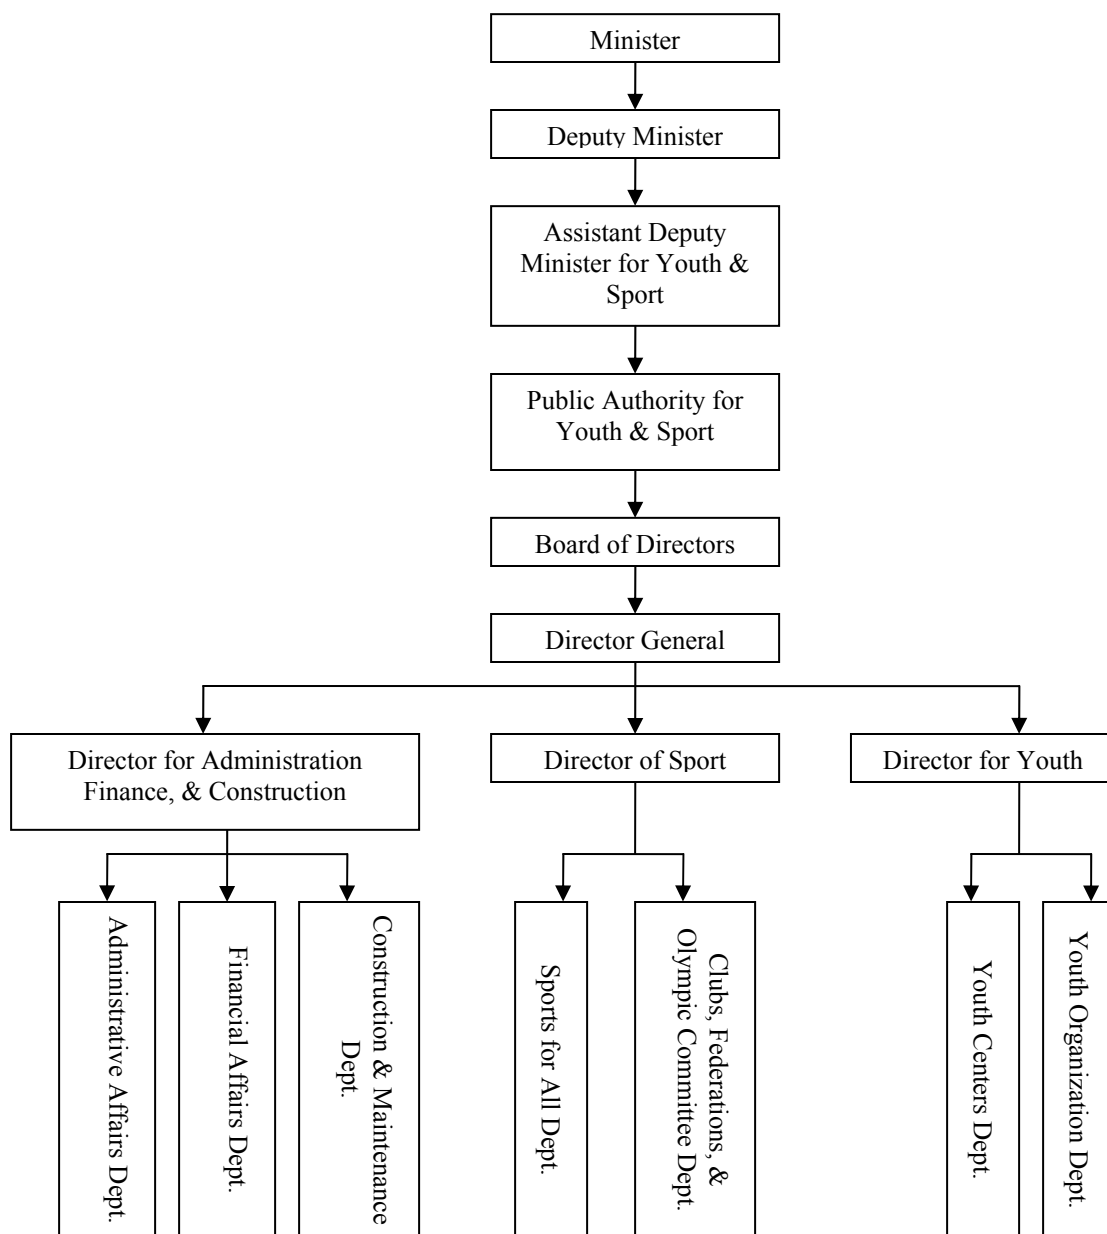 Minister
Deputy Minister
Assistant Deputy
Minister for Youth &
Sport
Public Authority for
Youth & Sport
Board of Directors
Director General
Director for Administration
Finance, & Construction
Director of Sport
Director for Youth
Administrative Affairs Dept.
Financial Affairs Dept.
Construction & Maintenance
Dept.
Sports for All Dept.
Clubs, Federations, &
Olympic Committee Dept.
Youth Centers Dept.
Youth Organization Dept.